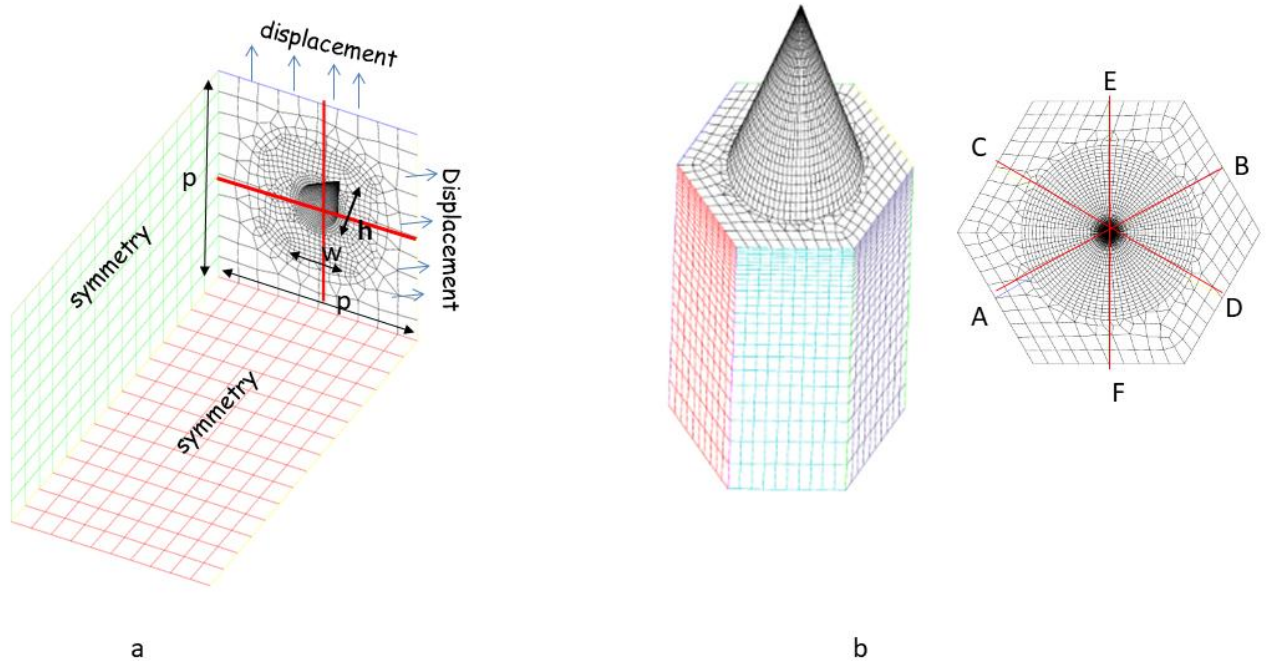 displacement
p
Displacement
h
w
p
symmetry
symmetry
a
E
C
B
A
D
F
b